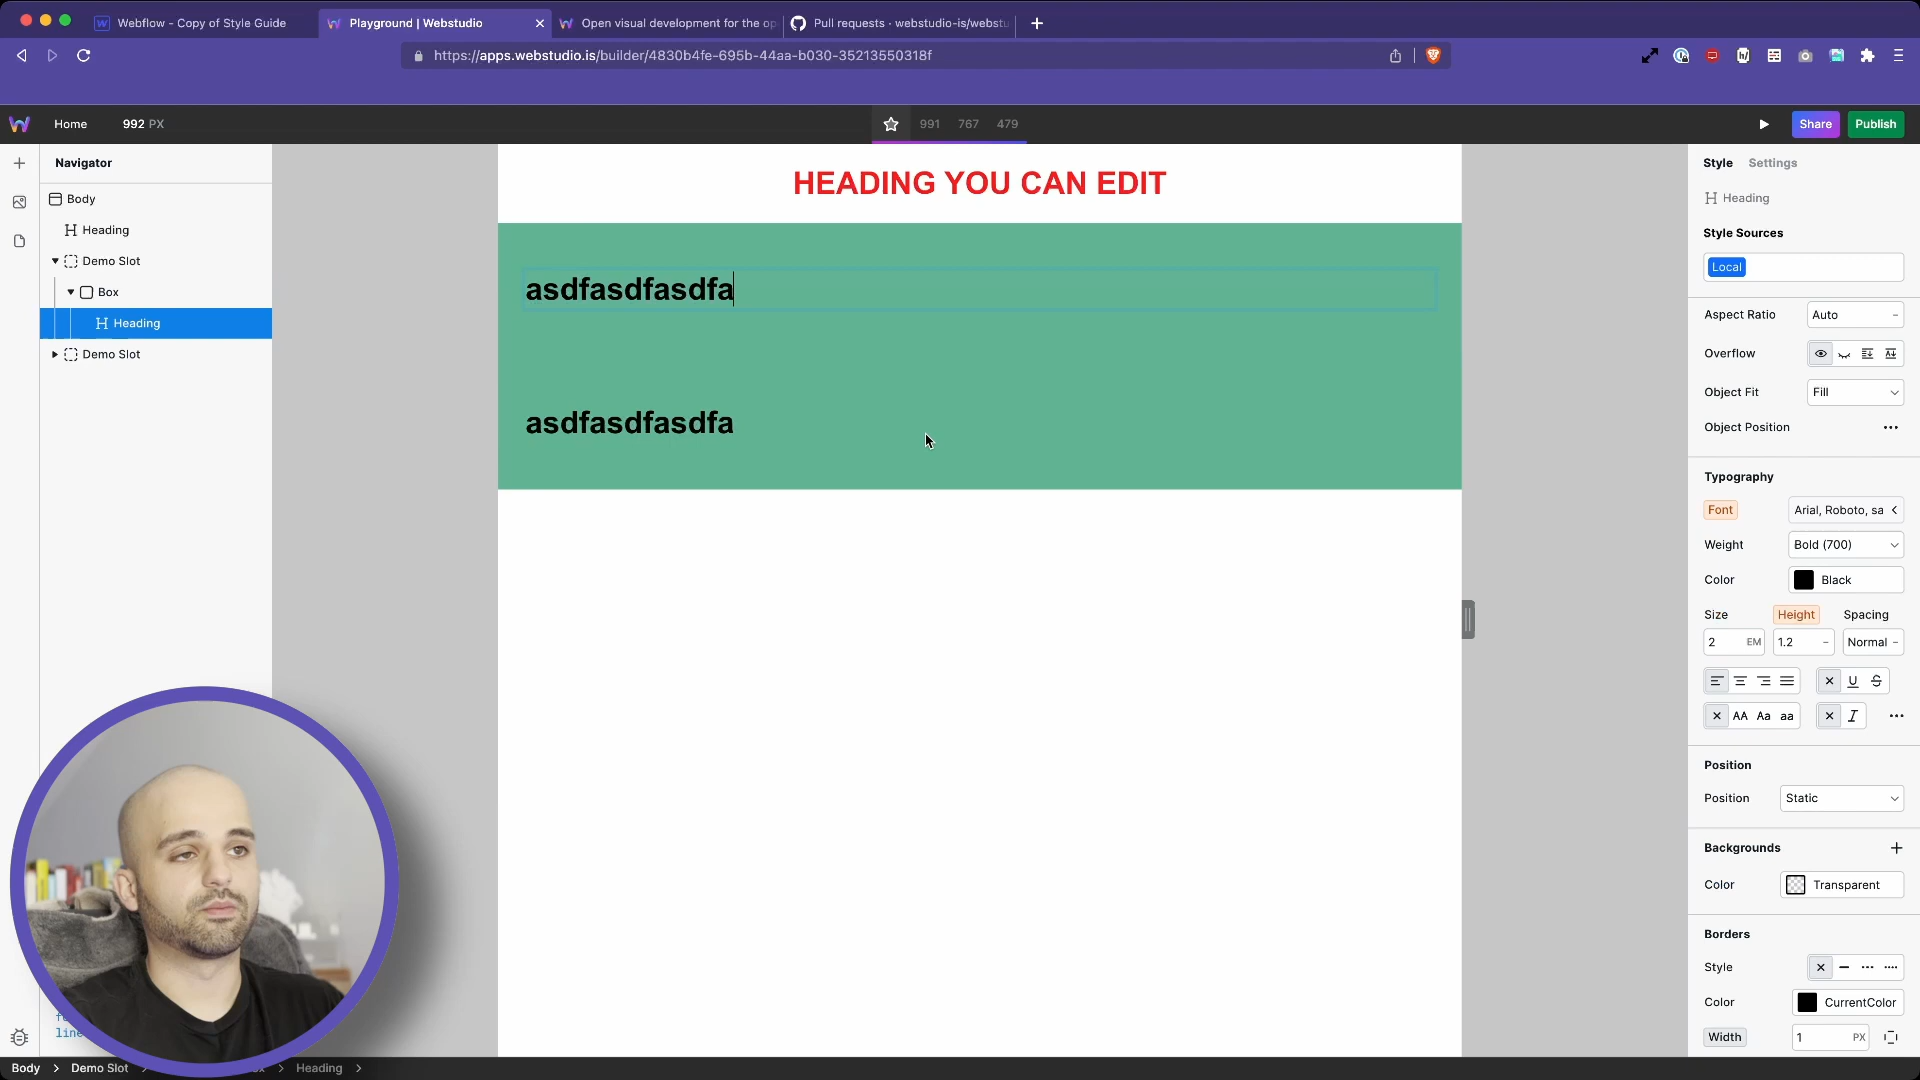 Webflow - Copy of Style Guide
Playground | Webstudio
Open visual development for the op
Pull requests · webstudio-is/webstu
https://apps.webstudio.is/builder/4830b4fe-695b-44aa-b030-35213550318f
Home
992 PX
991
767
479
Share
Publish
Navigator
Body
Heading
Demo Slot
Box
Heading
Demo Slot
HEADING YOU CAN EDIT
asdfasdfasdfa
asdfasdfasdfa
Style
Settings
Heading
Style Sources
Local
Aspect Ratio
Auto
Overflow
Object Fit
Fill
Object Position
Typography
Font
Arial, Roboto, sa
Weight
Bold (700)
Color
Black
Size
Height
Spacing
2 EM
1.2
Normal
AA Aa aa
Position
Position
Static
Backgrounds
Color
Transparent
Borders
Style
Color
CurrentColor
Width
1 PX
line
Body > Demo Slot > Heading >